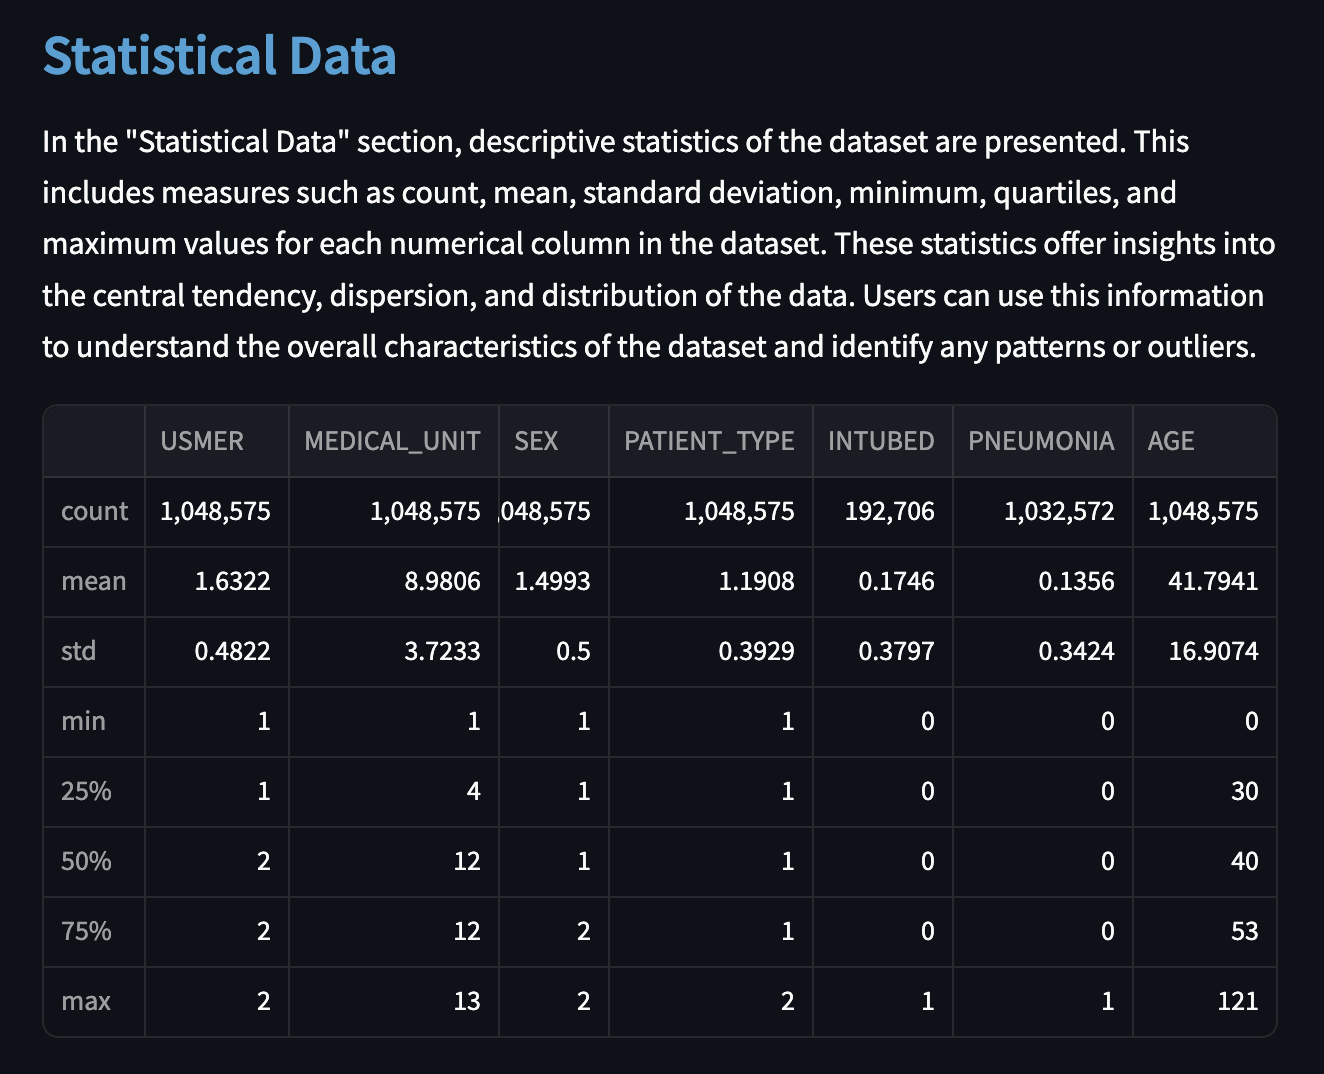 Statistical Data
In the "Statistical Data" section, descriptive statistics of the dataset are presented. This
includes measures such as count, mean, standard deviation, minimum, quartiles, and
maximum values for each numerical column in the dataset. These statistics offer insights into
the central tendency, dispersion, and distribution of the data. Users can use this information
to understand the overall characteristics of the dataset and identify any patterns or outliers.
USMER MEDICAL_UNIT SEX PATIENT_TYPE INTUBED PNEUMONIA AGE
count 1,048,575 1,048,575 ,048,575 1,048,575 192,706 1,032,572 1,048,575
mean 1.6322 8.9806 1.4993 1.1908 0.1746 0.1356 41.7941
std 0.4822 3.7233 0.5 0.3929 0.3797 0.3424 16.9074
min 1 1 1 1 0 0 0
25% 1 4 1 1 0 0 30
50% 2 12 1 1 0 0 40
75% 2 12 2 1 0 0 53
max 2 13 2 2 1 1 121